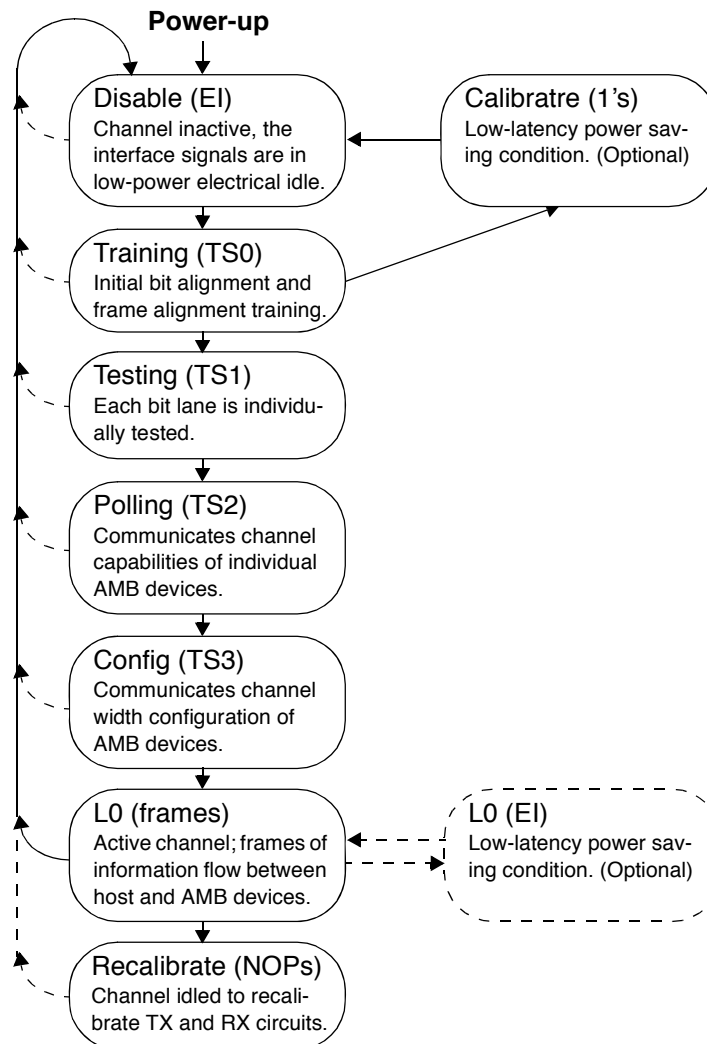 Power-up
Disable (EI)
Channel inactive, the
interface signals are in
low-power electrical idle.
Calibratre (1's)
Low-latency power sav-
ing condition. (Optional)
Training (TS0)
Initial bit alignment and
frame alignment training.
Testing (TS1)
Each bit lane is individu-
ally tested.
Polling (TS2)
Communicates channel
capabilities of individual
AMB devices.
Config (TS3)
Communicates channel
width configuration of
AMB devices.
L0 (frames)
Active channel; frames of
information flow between
host and AMB devices.
L0 (EI)
Low-latency power sav-
ing condition. (Optional)
Recalibrate (NOPs)
Channel idled to recali-
brate TX and RX circuits.